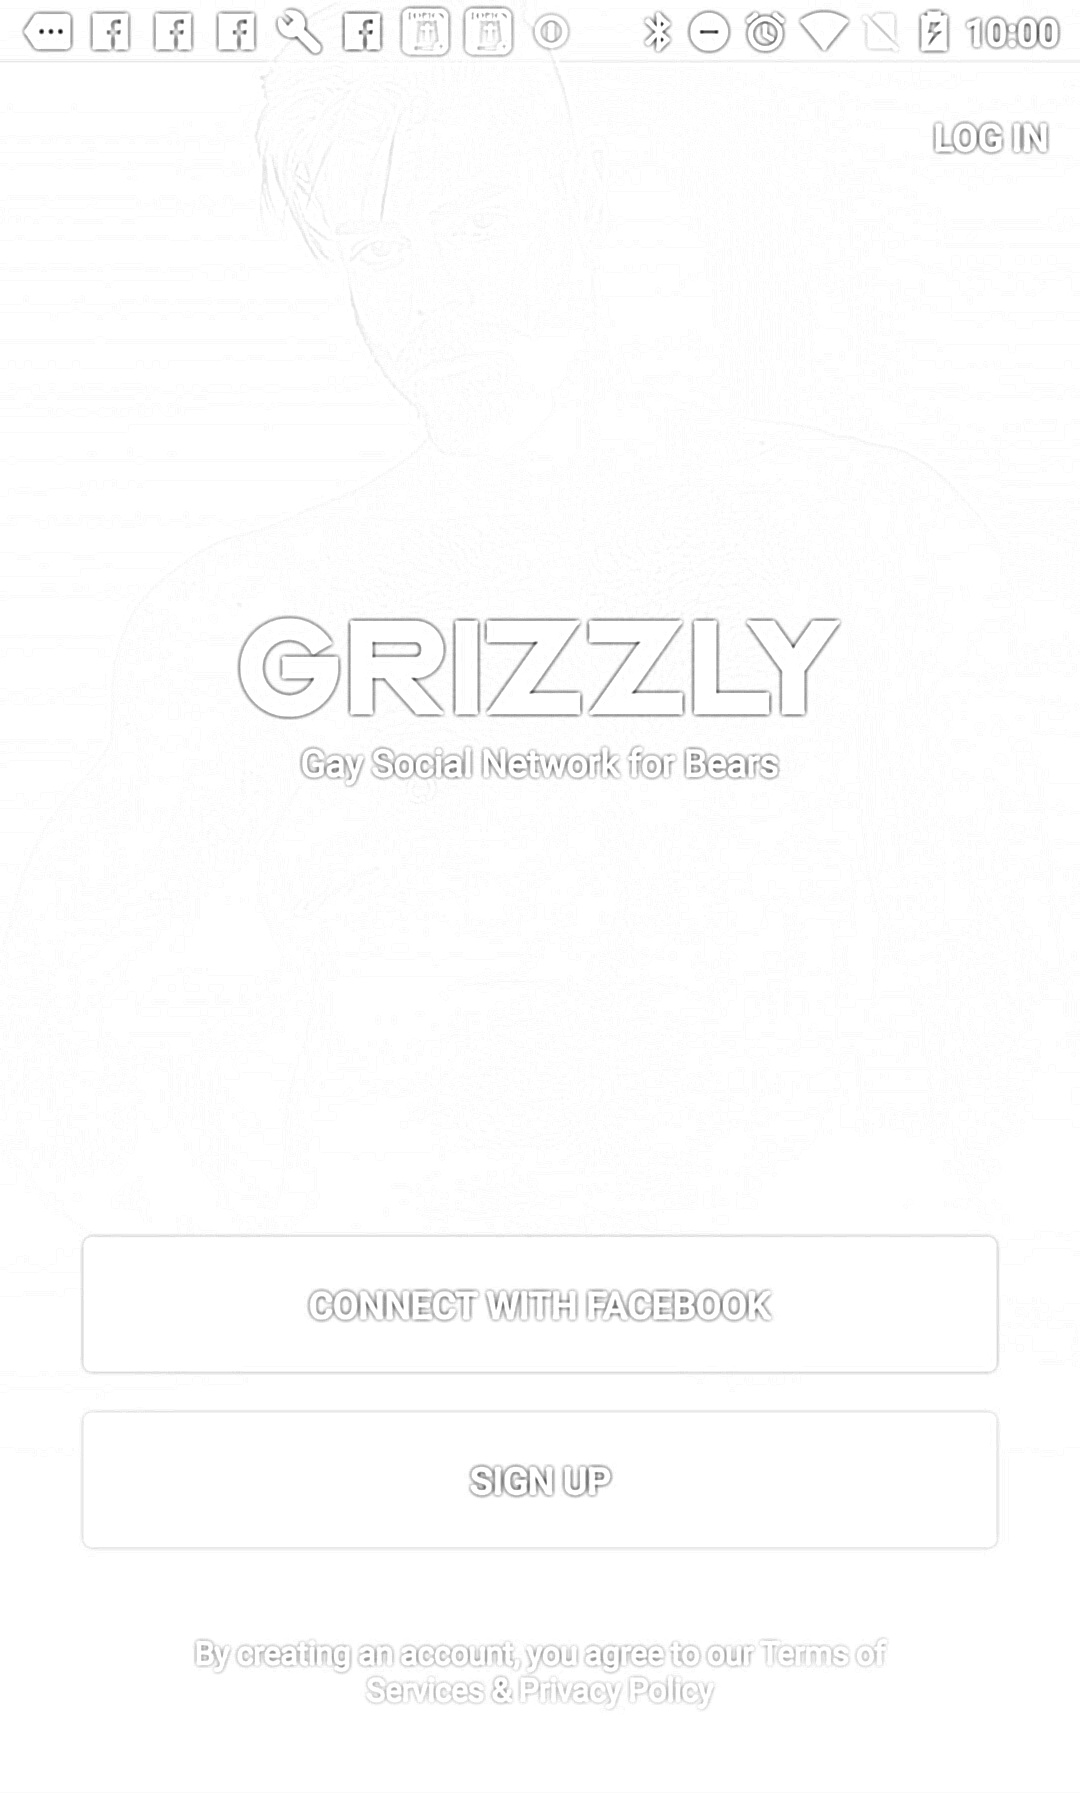 10:00
LOG IN
GRIZZLY
Gay Social Network for Bears
CONNECT WITH FACEBOOK
SIGN UP
By creating an account, you agree to our Terms of
Services & Privacy Policy